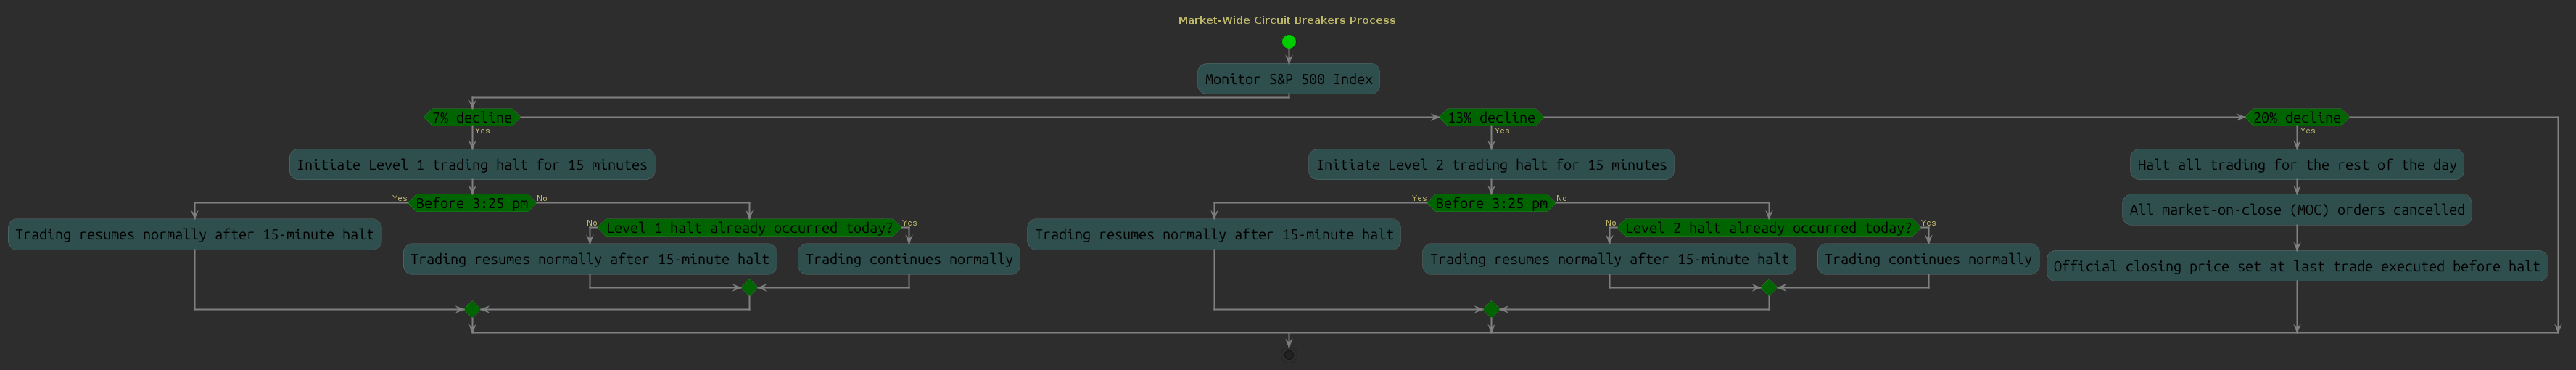 Market-Wide Circuit Breakers Process
Monitor S&P 500 Index
7% decline
Yes
Initiate Level 1 trading halt for 15 minutes
Yes
Before 3:25 pm
No
Trading resumes normally after 15-minute halt
No
Level 1 halt already occurred today?
Yes
Trading resumes normally after 15-minute halt
Trading continues normally
13% decline
Yes
Initiate Level 2 trading halt for 15 minutes
Yes
Before 3:25 pm
No
Trading resumes normally after 15-minute halt
No
Level 2 halt already occurred today?
Yes
Trading resumes normally after 15-minute halt
Trading continues normally
20% decline
Yes
Halt all trading for the rest of the day
All market-on-close (MOC) orders cancelled
Official closing price set at last trade executed before halt